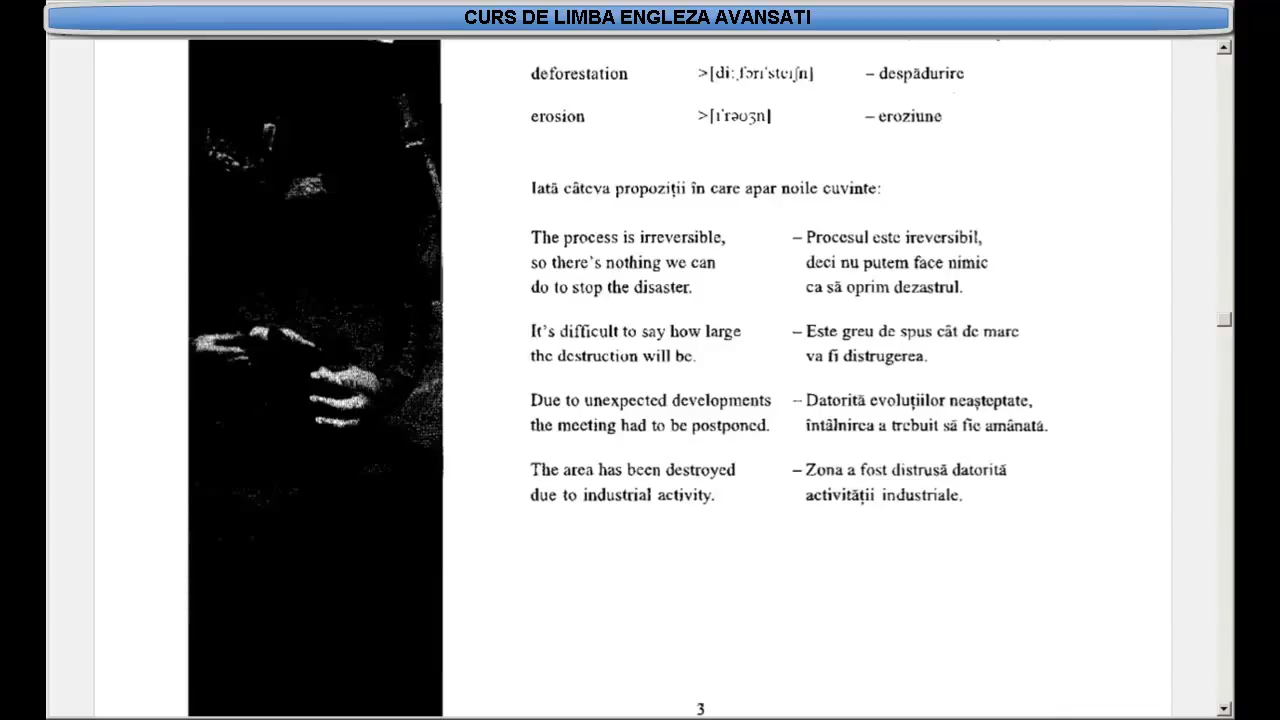 CURS DE LIMBA ENGLEZA AVANSATI
deforestation >[diːˌfɒrɪˈsteɪʃn] – despădurire
erosion >[ɪˈrəʊʒn] – eroziune
Iată câteva propoziții în care apar noile cuvinte:
The process is irreversible, – Procesul este ireversibil,
so there's nothing we can deci nu putem face nimic
do to stop the disaster. ca să oprim dezastrul.
It's difficult to say how large – Este greu de spus cât de mare
the destruction will be. va fi distrugerea.
Due to unexpected developments – Datorită evoluțiilor neașteptate,
the meeting had to be postponed. întâlnirea a trebuit să fie amânată.
The area has been destroyed – Zona a fost distrusă datorită
due to industrial activity. activității industriale.
3